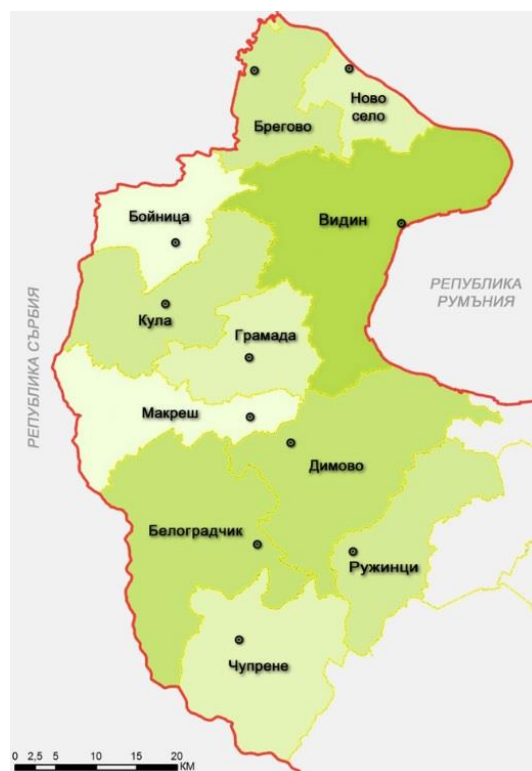 Ново
село
Брегово
Бойница
Видин
РЕПУБЛИКА
РУМЪНИЯ
Кула
Грамада
РЕПУБЛИКА СЪРБИЯ
Макреш
Димово
Белоградчик
Ружинци
Чупрене
0 2,5 5 10 15 20
КМ